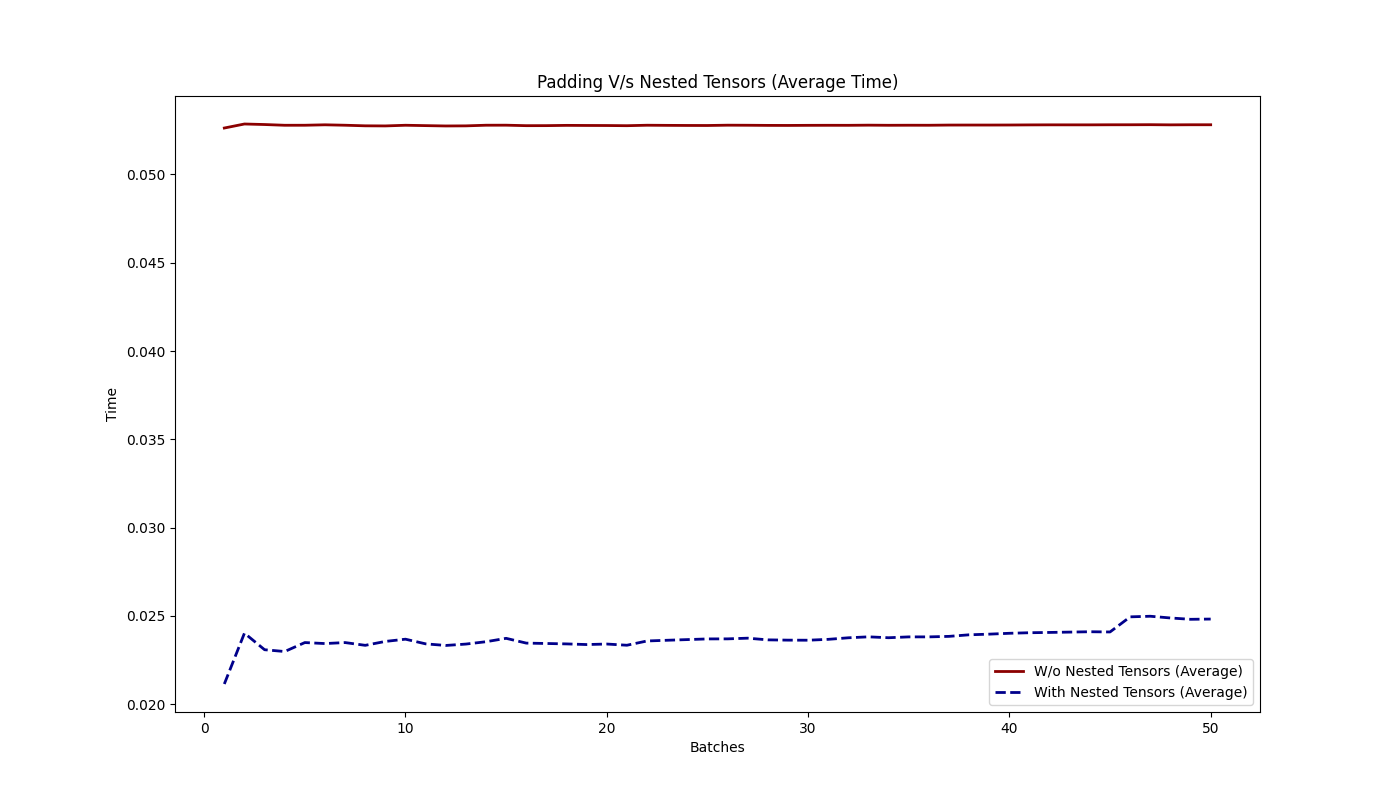 Padding V/s Nested Tensors (Average Time)
0.050
0.045
0.040
0.035
0.030
0.025
0.020
Time
0 10 20 30 40 50
Batches
W/o Nested Tensors (Average)
With Nested Tensors (Average)